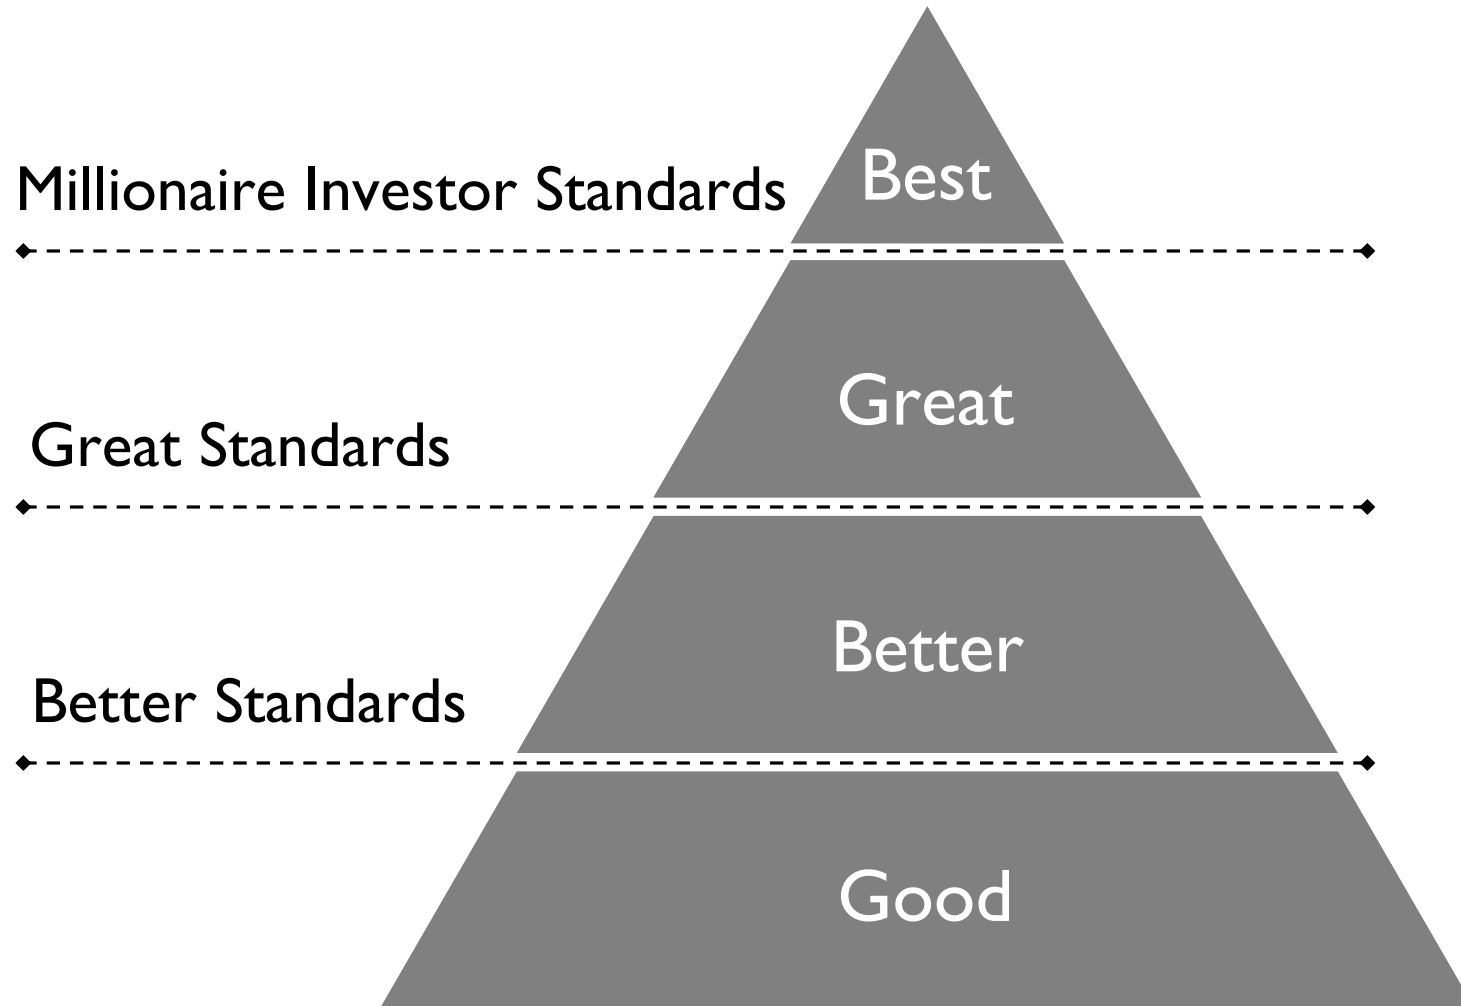 Best
Millionaire Investor Standards
Great
Great Standards
Better
Better Standards
Good